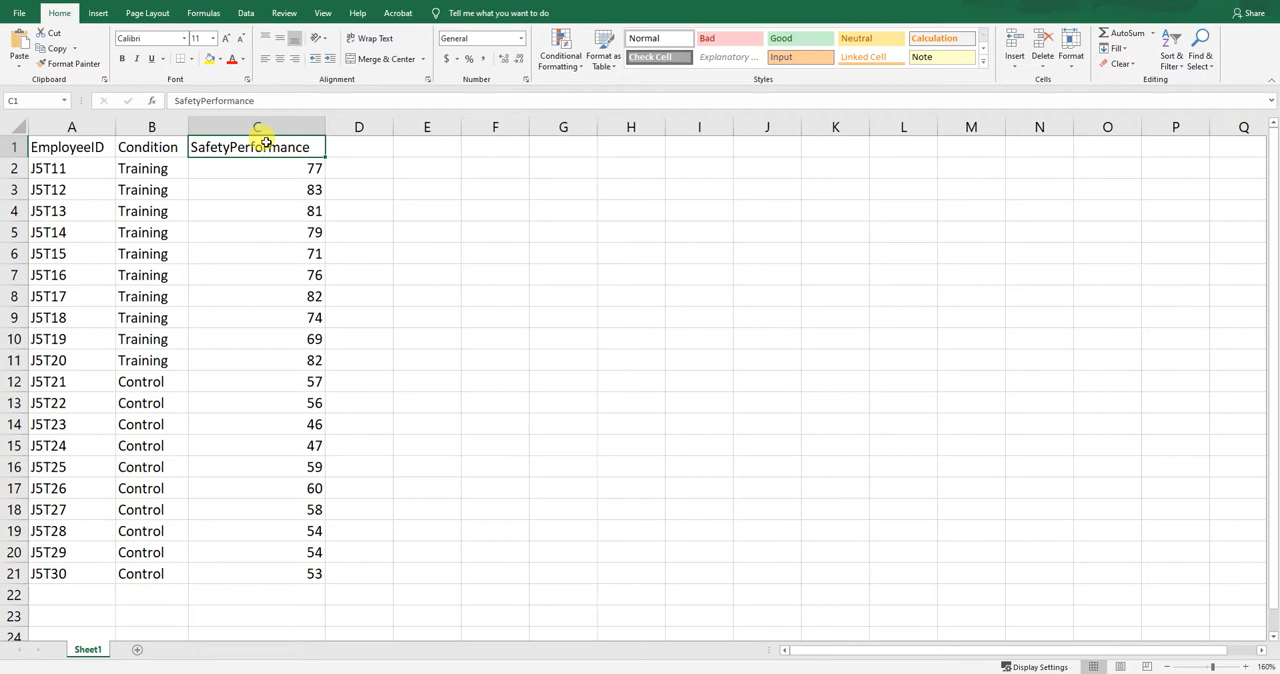 File Home Insert Page Layout Formulas Data Review View Help Acrobat Tell me what you want to do Share
Paste Cut Copy Format Painter Clipboard
Calibri 11 A A B I U A Font
Wrap Text Merge & Center Alignment
General $ % , Number
Conditional Formatting Format as Table
Normal Bad Good Neutral Calculation
Check Cell Explanatory ... Input Linked Cell Note
Styles
Insert Delete Format Cells
AutoSum Fill Clear Sort & Filter Find & Select Editing
C1 fx SafetyPerformance
A B C D E F G H I J K L M N O P Q
1 EmployeeID Condition SafetyPerformance
2 J5T11 Training 77
3 J5T12 Training 83
4 J5T13 Training 81
5 J5T14 Training 79
6 J5T15 Training 71
7 J5T16 Training 76
8 J5T17 Training 82
9 J5T18 Training 74
10 J5T19 Training 69
11 J5T20 Training 82
12 J5T21 Control 57
13 J5T22 Control 56
14 J5T23 Control 46
15 J5T24 Control 47
16 J5T25 Control 59
17 J5T26 Control 60
18 J5T27 Control 58
19 J5T28 Control 54
20 J5T29 Control 54
21 J5T30 Control 53
22
23
24
Sheet1
Display Settings 160%